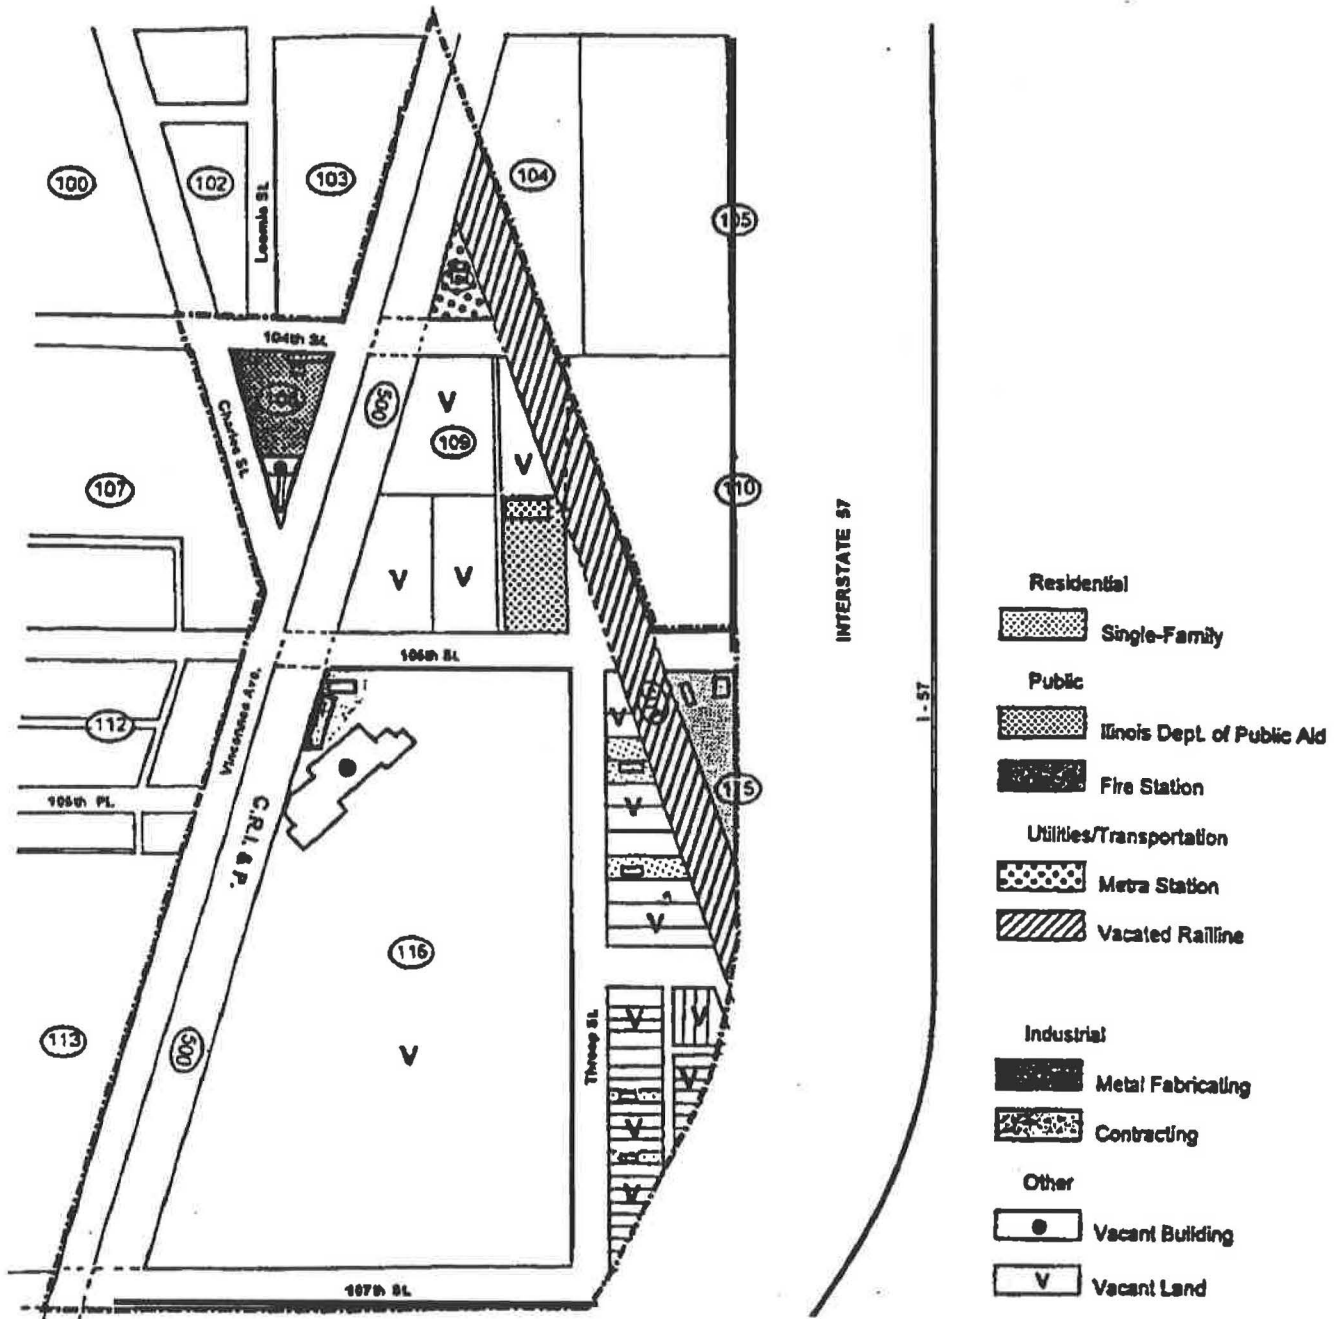 100
102
Loomis St.
103
104
105
104th St.
Charles St.
500
V
109
V
107
110
V
V
INTERSTATE 57
105th St.
I - 57
V
112
Vincennes Ave.
115
105th PL.
V
C.R.I. & P.
V
116
113
500
V
Throop St.
V
V
V
V
V
107th St.
Residential
Single-Family
Public
Illinois Dept. of Public Aid
Fire Station
Utilities/Transportation
Metra Station
Vacated Railline
Industrial
Metal Fabricating
Contracting
Other
Vacant Building
V
Vacant Land